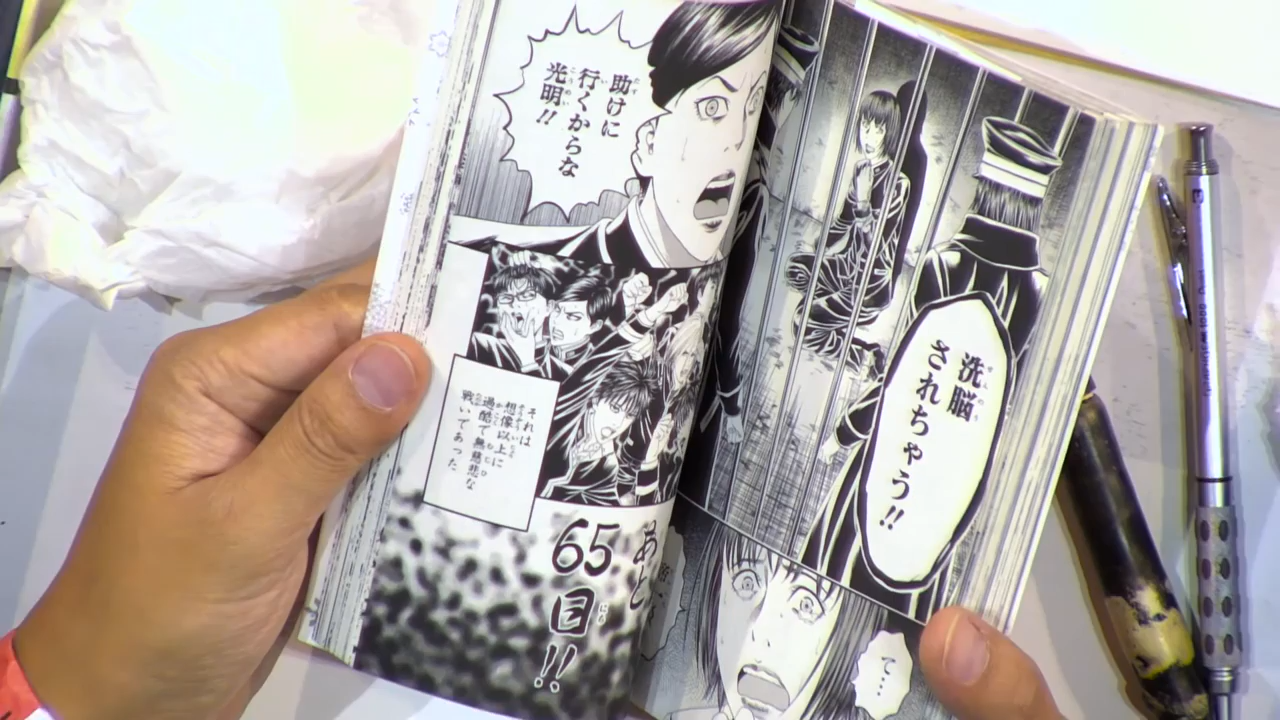 洗脳
されちゃう!!
て…
助けに
行くからな
光明!!
それは
想像以上に
過酷で無慈悲な
戦いであった
あと
65